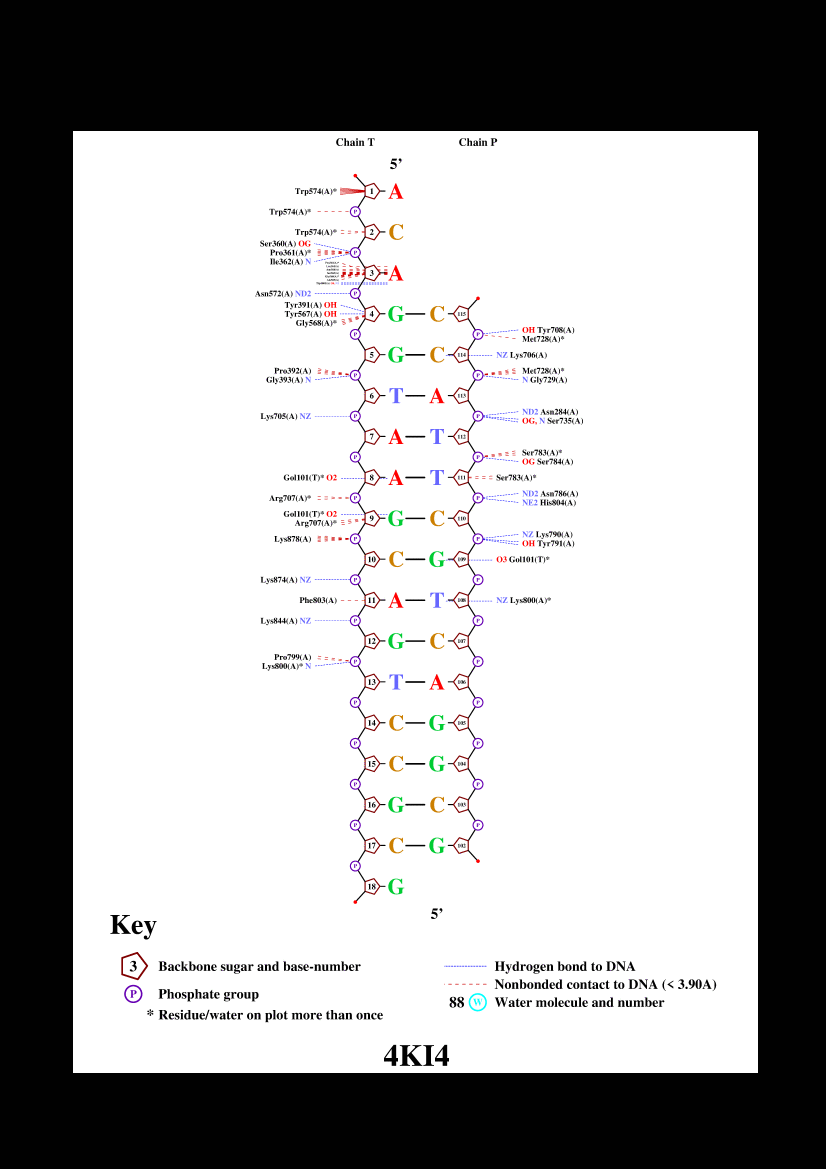 Chain T Chain P
5'
1 A
Trp574(A)*
P
Trp574(A)*
2 C
Trp574(A)*
Ser360(A) OG
Pro361(A)*
Ile362(A) N
P
3 A
Asn572(A) ND2
P
Tyr391(A) OH
Tyr567(A) OH
Gly568(A)*
4 G C 115
P P
OH Tyr708(A)
Met728(A)*
5 G C 114
NZ Lys706(A)
Pro392(A)
Gly393(A) N
P P
Met728(A)*
N Gly729(A)
6 T A 113
Lys705(A) NZ
P P
ND2 Asn284(A)
OG, N Ser735(A)
7 A T 112
P P
Ser783(A)*
OG Ser784(A)
Gol101(T)* O2
8 A T 111
Ser783(A)*
Arg707(A)*
P P
ND2 Asn786(A)
NE2 His804(A)
Gol101(T)* O2
Arg707(A)*
9 G C 110
Lys878(A)
P P
NZ Lys790(A)
OH Tyr791(A)
10 C G 109
O3 Gol101(T)*
Lys874(A) NZ
P P
Phe803(A)
11 A T 108
NZ Lys800(A)*
Lys844(A) NZ
P P
12 G C 107
Pro799(A)
Lys800(A)* N
P P
13 T A 106
P P
14 C G 105
P P
15 C G 104
P P
16 G C 103
P P
17 C G 102
P
18 G
5'
Key
3 Backbone sugar and base-number
P Phosphate group
* Residue/water on plot more than once
Hydrogen bond to DNA
Nonbonded contact to DNA (< 3.90A)
88 W Water molecule and number
4KI4